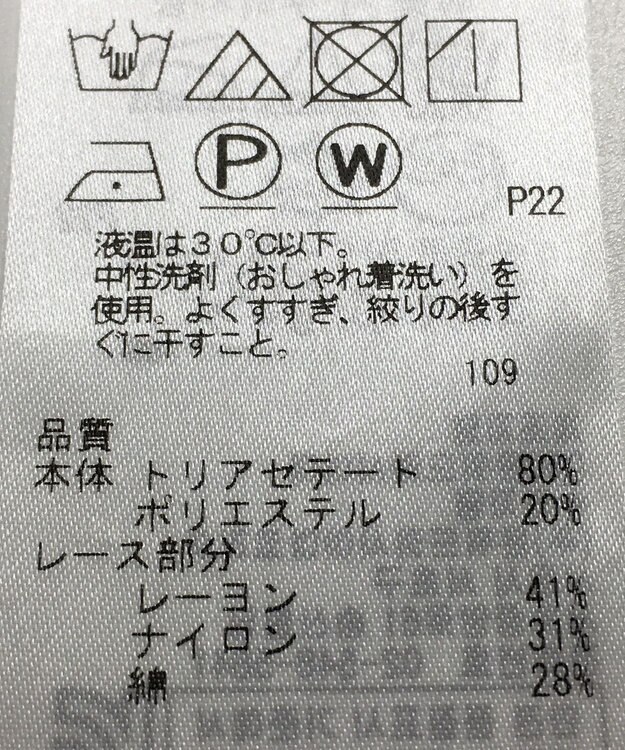 P W
P22
液温は30℃以下。
中性洗剤(おしゃれ着洗い)を
使用。よくすすぎ、絞りの後す
ぐに干すこと。
109
品質
本体 トリアセテート 80%
ポリエステル 20%
レース部分
レーヨン 41%
ナイロン 31%
綿 28%